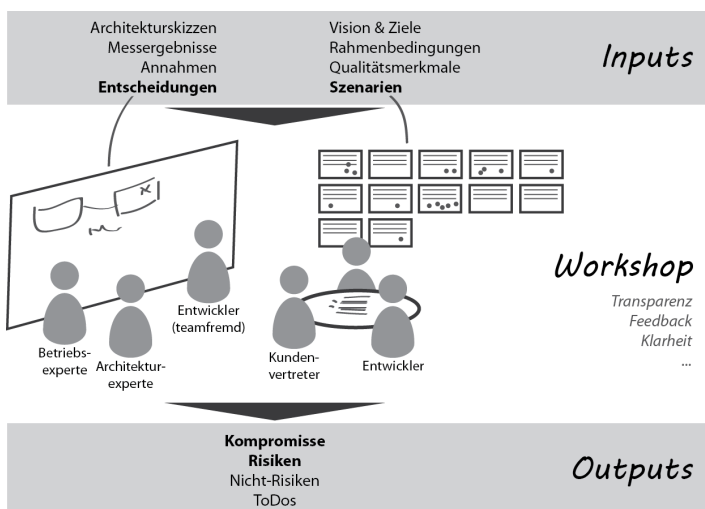 Architekturskizzen
Messergebnisse
Annahmen
Entscheidungen
Vision & Ziele
Rahmenbedingungen
Qualitätsmerkmale
Szenarien
Inputs
Workshop
Transparenz
Feedback
Klarheit
...
Entwickler
(teamfremd)
Betriebs-
experte
Architektur-
experte
Kunden-
vertreter
Entwickler
Kompromisse
Risiken
Nicht-Risiken
ToDos
Outputs